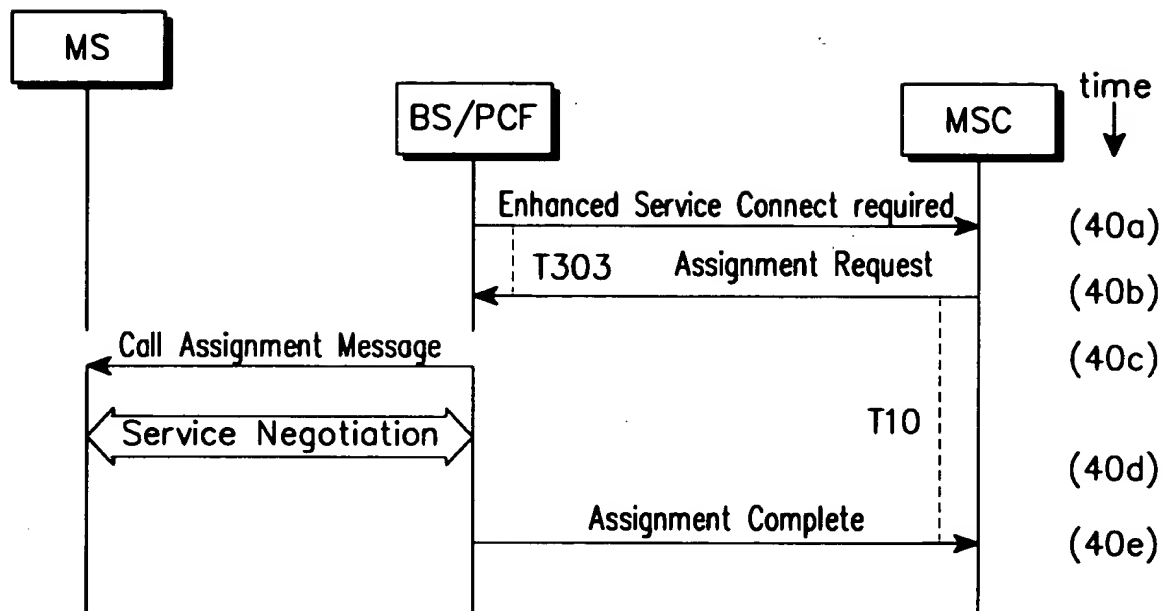 MS
BS/PCF
MSC
time
Enhanced Service Connect required
(40a)
T303
Assignment Request
(40b)
Call Assignment Message
(40c)
Service Negotiation
T10
(40d)
Assignment Complete
(40e)